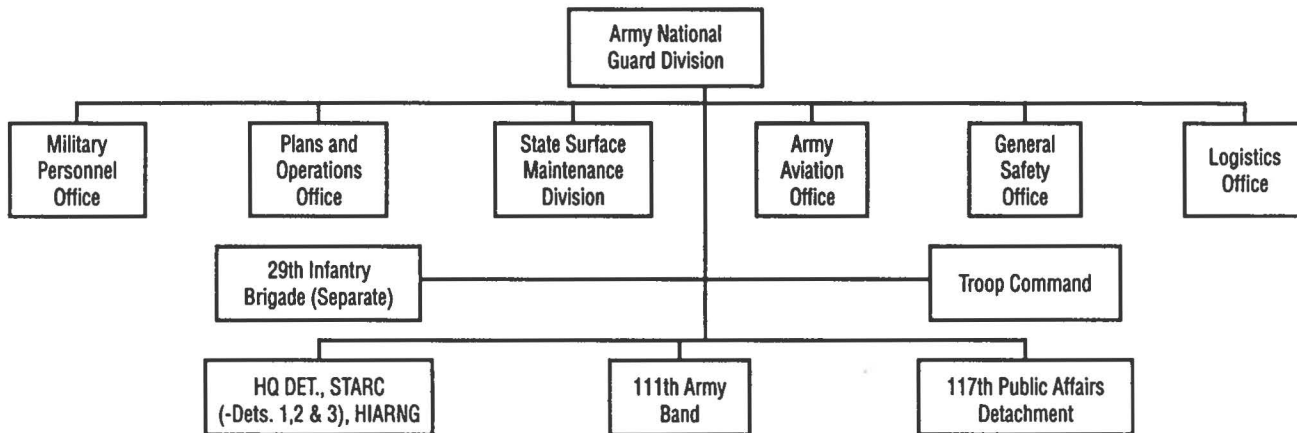 Army National
Guard Division
Military
Personnel
Office
Plans and
Operations
Office
State Surface
Maintenance
Division
Army
Aviation
Office
General
Safety
Office
Logistics
Office
29th Infantry
Brigade (Separate)
Troop Command
HQ DET., STARC
(-Dets. 1,2 & 3), HIARNG
111th Army
Band
117th Public Affairs
Detachment